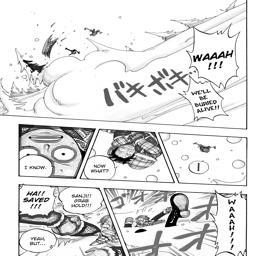 WAAAH
!!!
WE'LL
BE
BURIED
ALIVE!!
バキ ボキ
I KNOW.
NOW
WHAT?
HA!!
SAVED
!!!
YEAH,
BUT...
SANJI!!
GRAB
HOLD!!
WAAAH
!!!